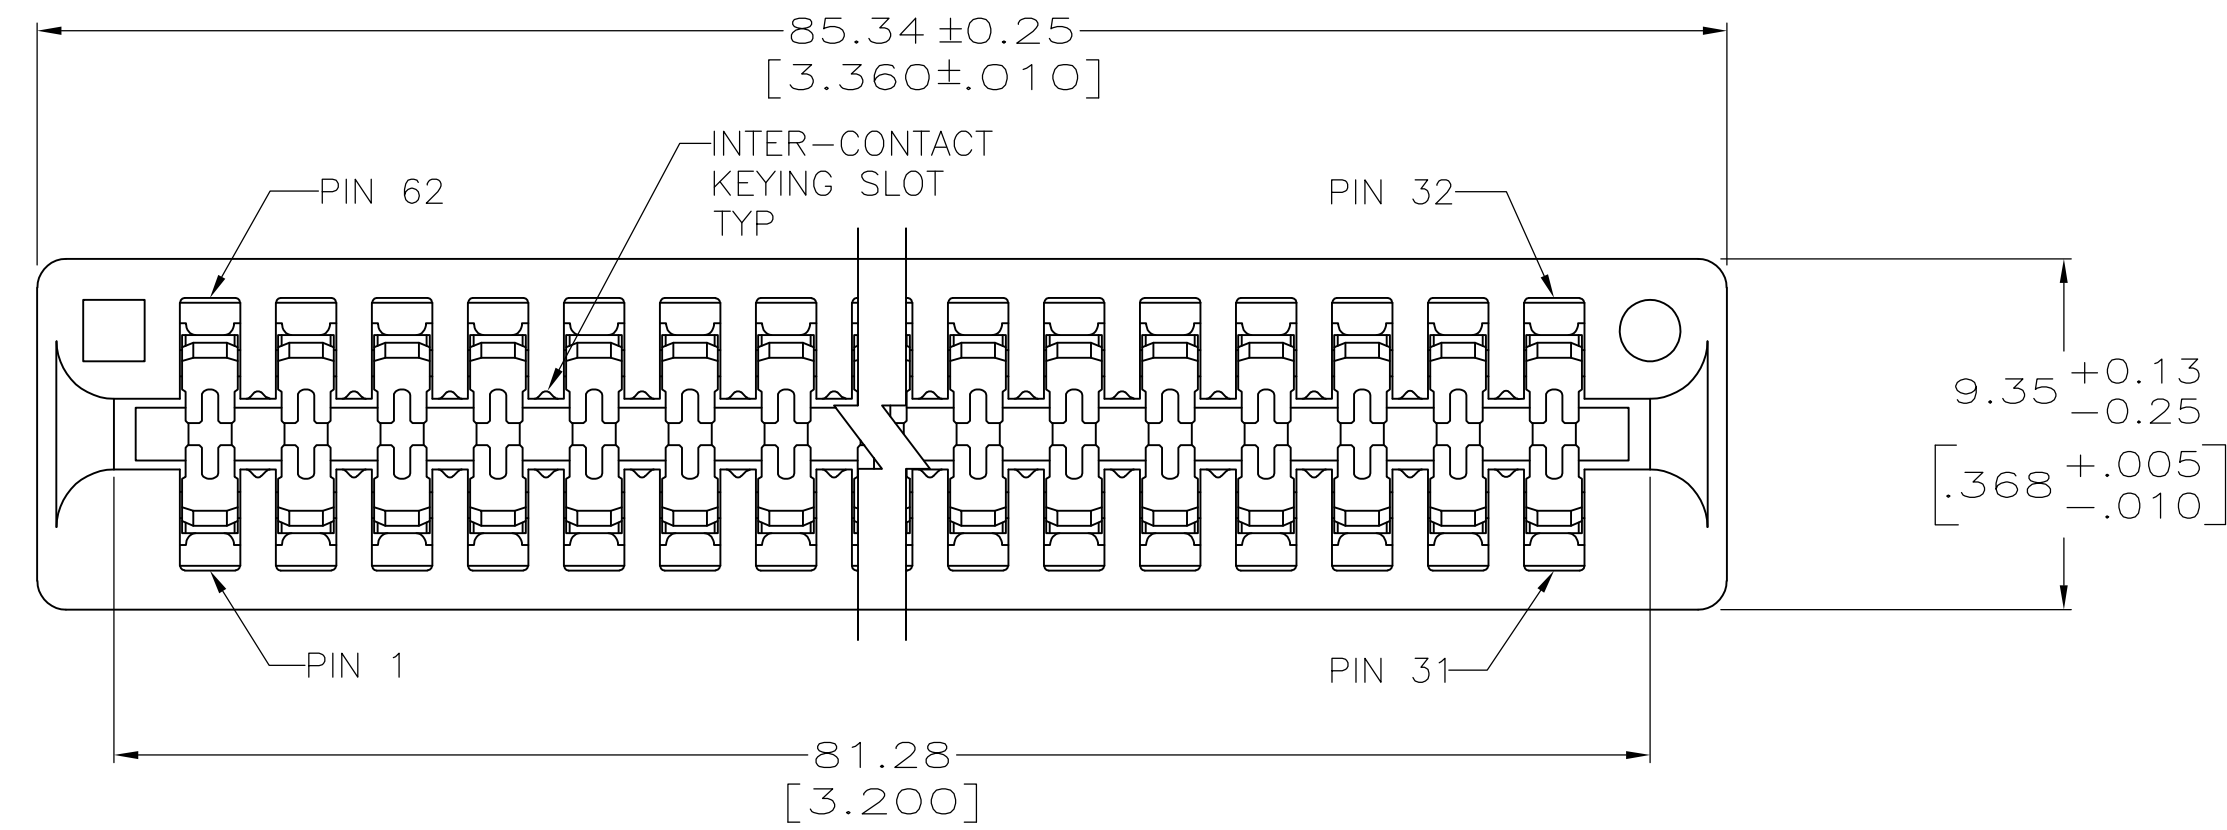 85.34±0.25
[3.360±.010]
INTER-CONTACT
KEYING SLOT
TYP
PIN 62
PIN 32
9.35 +0.13
-0.25
[.368 +.005
-.010]
PIN 1
PIN 31
81.28
[3.200]